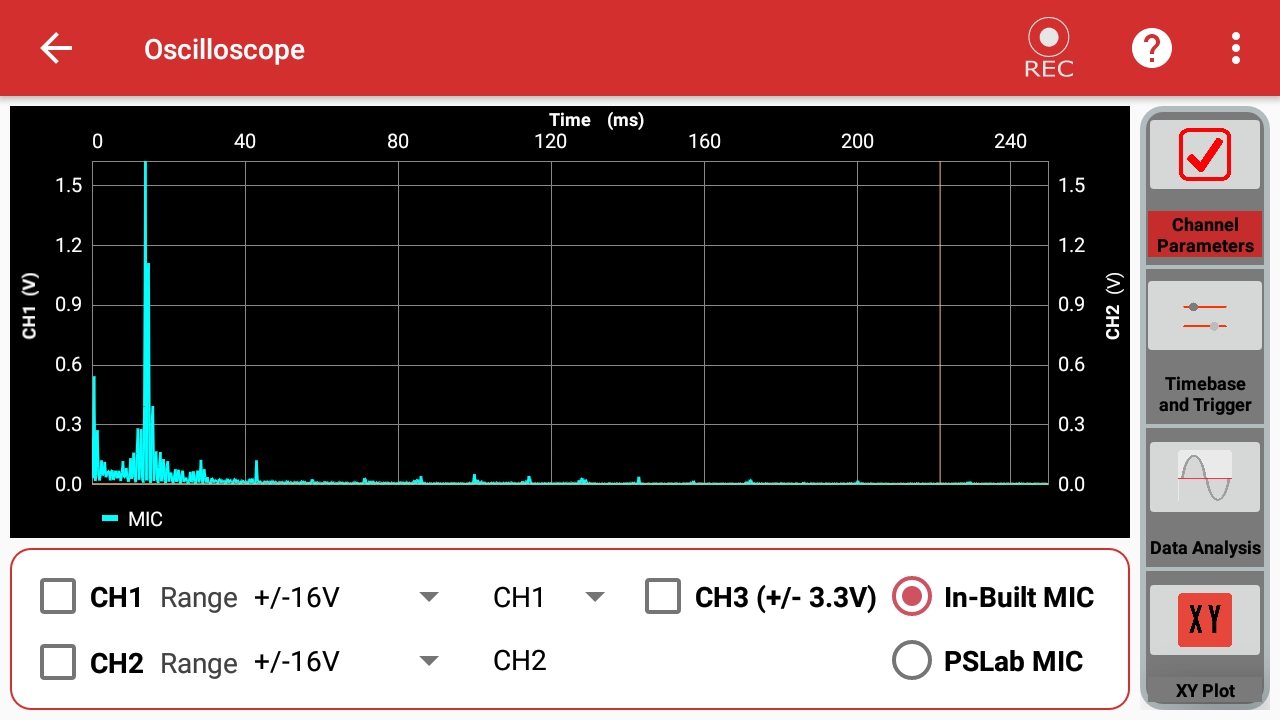 Oscilloscope
REC
?
Time (ms)
0 40 80 120 160 200 240
1.5 1.5
1.2 1.2
0.9 0.9
0.6 0.6
0.3 0.3
0.0 0.0
CH1 (V)
CH2 (V)
MIC
CH1 Range +/-16V CH1 CH3 (+/- 3.3V) In-Built MIC
CH2 Range +/-16V CH2 PSLab MIC
Channel
Parameters
Timebase
and Trigger
Data Analysis
XY
XY Plot